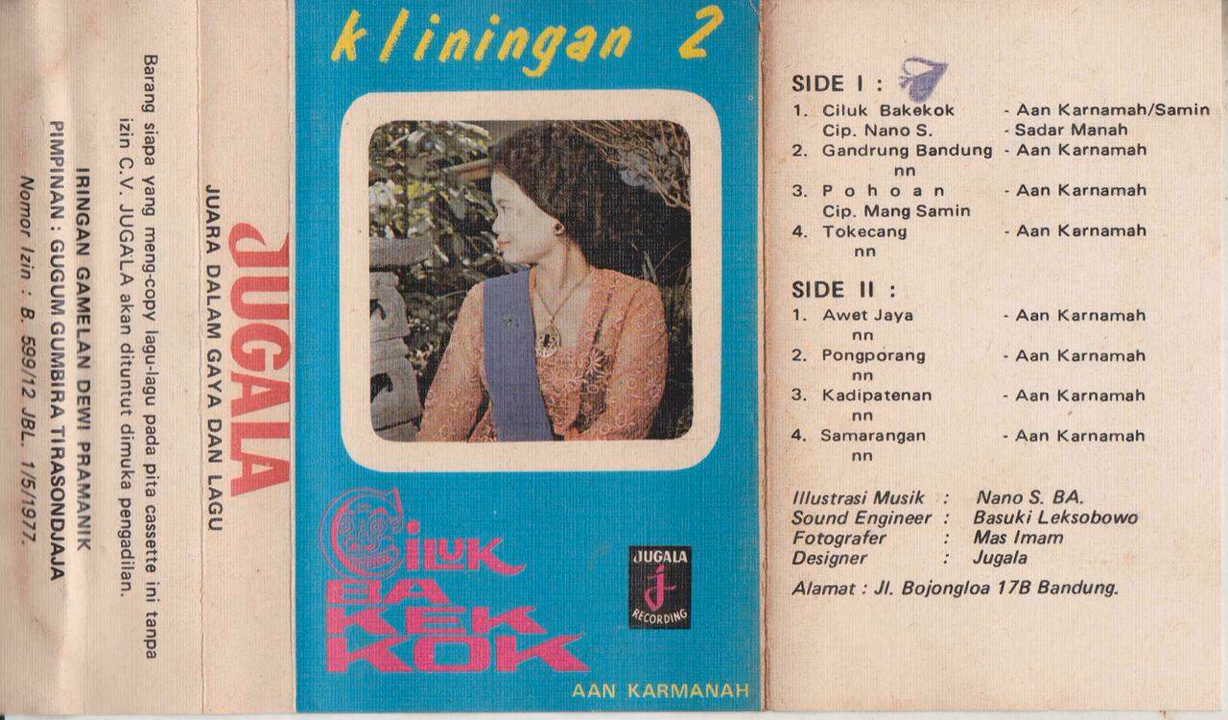 Barang siapa yang meng-copy lagu-lagu pada pita cassette ini tanpa
izin C.V. JUGALA akan dituntut dimuka pengadilan.
IRINGAN GAMELAN DEWI PRAMANIK
PIMPINAN : GUGUM GUMBIRA TIRASONDJAJA
Nomor Izin : B. 599/12 JBL. 1/5/1977.
JUGALA
JUARA DALAM GAYA DAN LAGU
kliningan 2
CILUK
BA
KEK
KOK
JUGALA
j
RECORDING
AAN KARMANAH
SIDE I :
1. Ciluk Bakekok - Aan Karnamah/Samin
Cip. Nano S. - Sadar Manah
2. Gandrung Bandung - Aan Karnamah
nn
3. P o h o a n - Aan Karnamah
Cip. Mang Samin
4. Tokecang - Aan Karnamah
nn
SIDE II :
1. Awet Jaya - Aan Karnamah
nn
2. Pongporang - Aan Karnamah
nn
3. Kadipatenan - Aan Karnamah
nn
4. Samarangan - Aan Karnamah
nn
Illustrasi Musik : Nano S. BA.
Sound Engineer : Basuki Leksobowo
Fotografer : Mas Imam
Designer : Jugala
Alamat : Jl. Bojongloa 17B Bandung.